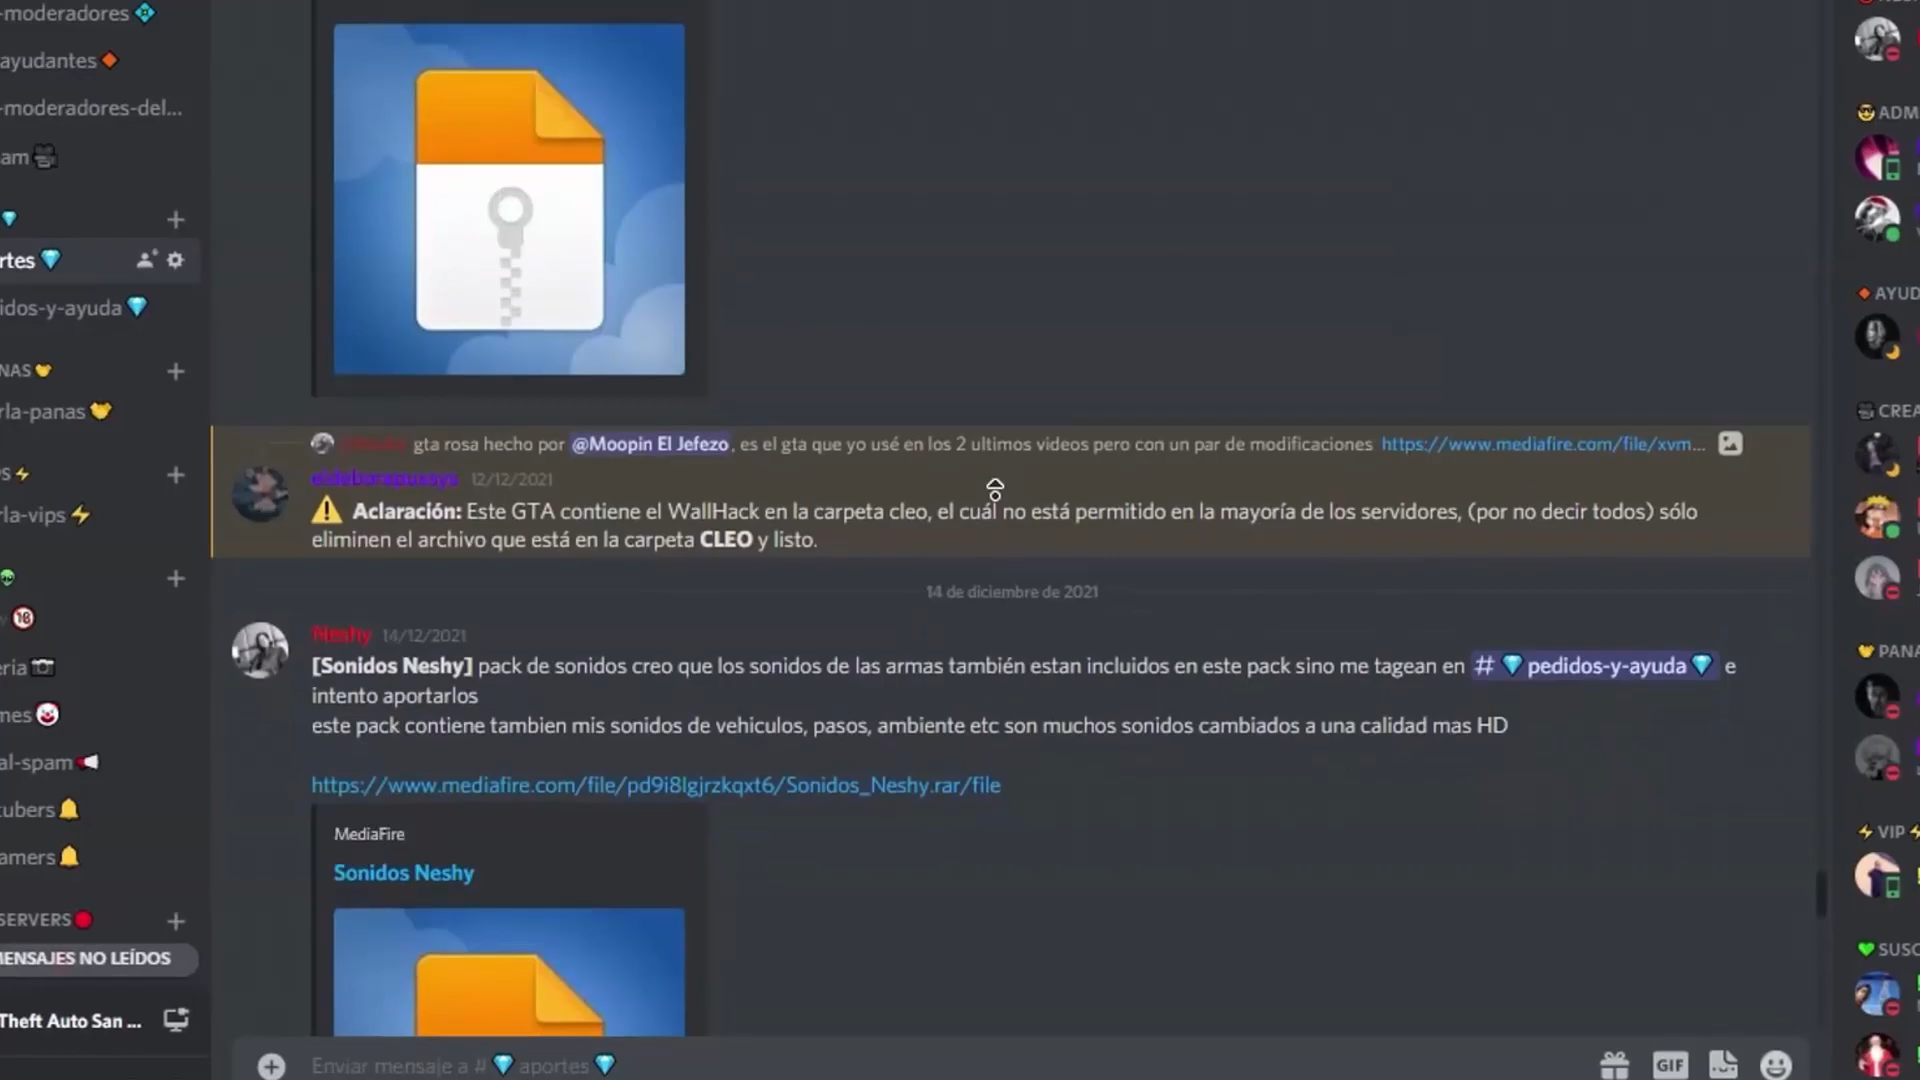 -moderadores
ayudantes
-moderadores-del...
am
rtes
idos-y-ayuda
NAS
rla-panas
rla-vips
18
eria
mes
al-spam
tubers
amers
SERVERS
MENSAJES NO LEÍDOS
Theft Auto San ...
gta rosa hecho por @Moopin El Jefezo, es el gta que yo usé en los 2 ultimos videos pero con un par de modificaciones https://www.mediafire.com/file/xvm...
12/12/2021
Aclaración: Este GTA contiene el WallHack en la carpeta cleo, el cuál no está permitido en la mayoría de los servidores, (por no decir todos) sólo
eliminen el archivo que está en la carpeta CLEO y listo.
14 de diciembre de 2021
Neshy 14/12/2021
[Sonidos Neshy] pack de sonidos creo que los sonidos de las armas también estan incluidos en este pack sino me tagean en # pedidos-y-ayuda e
intento aportarlos
este pack contiene tambien mis sonidos de vehiculos, pasos, ambiente etc son muchos sonidos cambiados a una calidad mas HD
https://www.mediafire.com/file/pd9i8lgjrzkqxt6/Sonidos_Neshy.rar/file
MediaFire
Sonidos Neshy
Enviar mensaje a # aportes
GIF
ADM
AYUD
CREA
PANA
VIP
SUSC